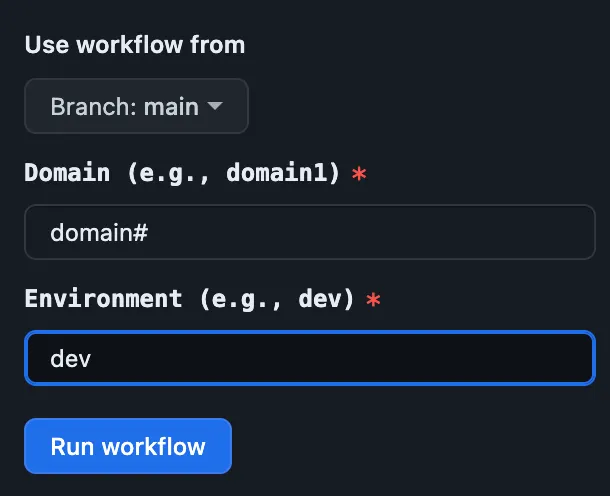 Use workflow from
Branch: main
Domain (e.g., domain1) *
domain#
Environment (e.g., dev) *
dev
Run workflow